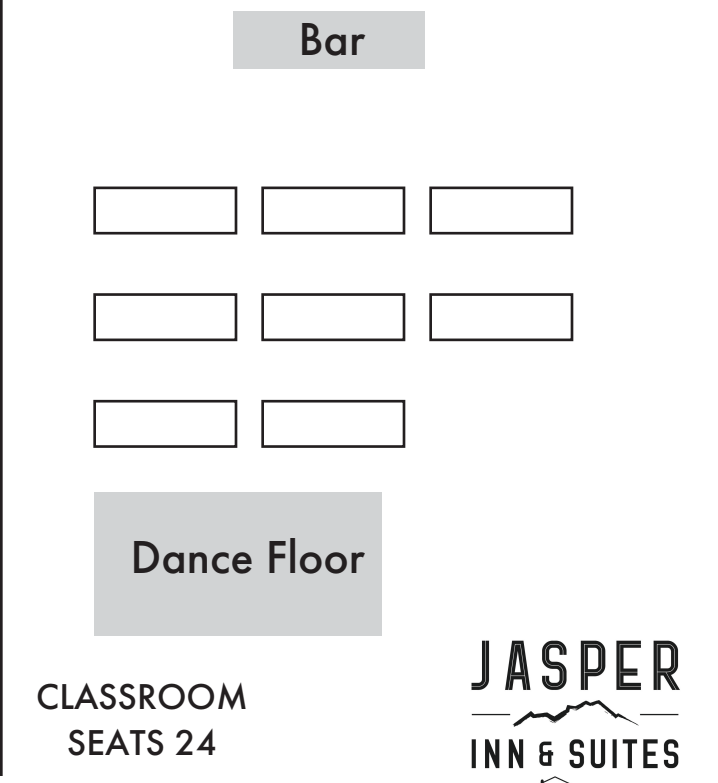 Bar
Dance Floor
CLASSROOM
SEATS 24
JASPER
INN & SUITES